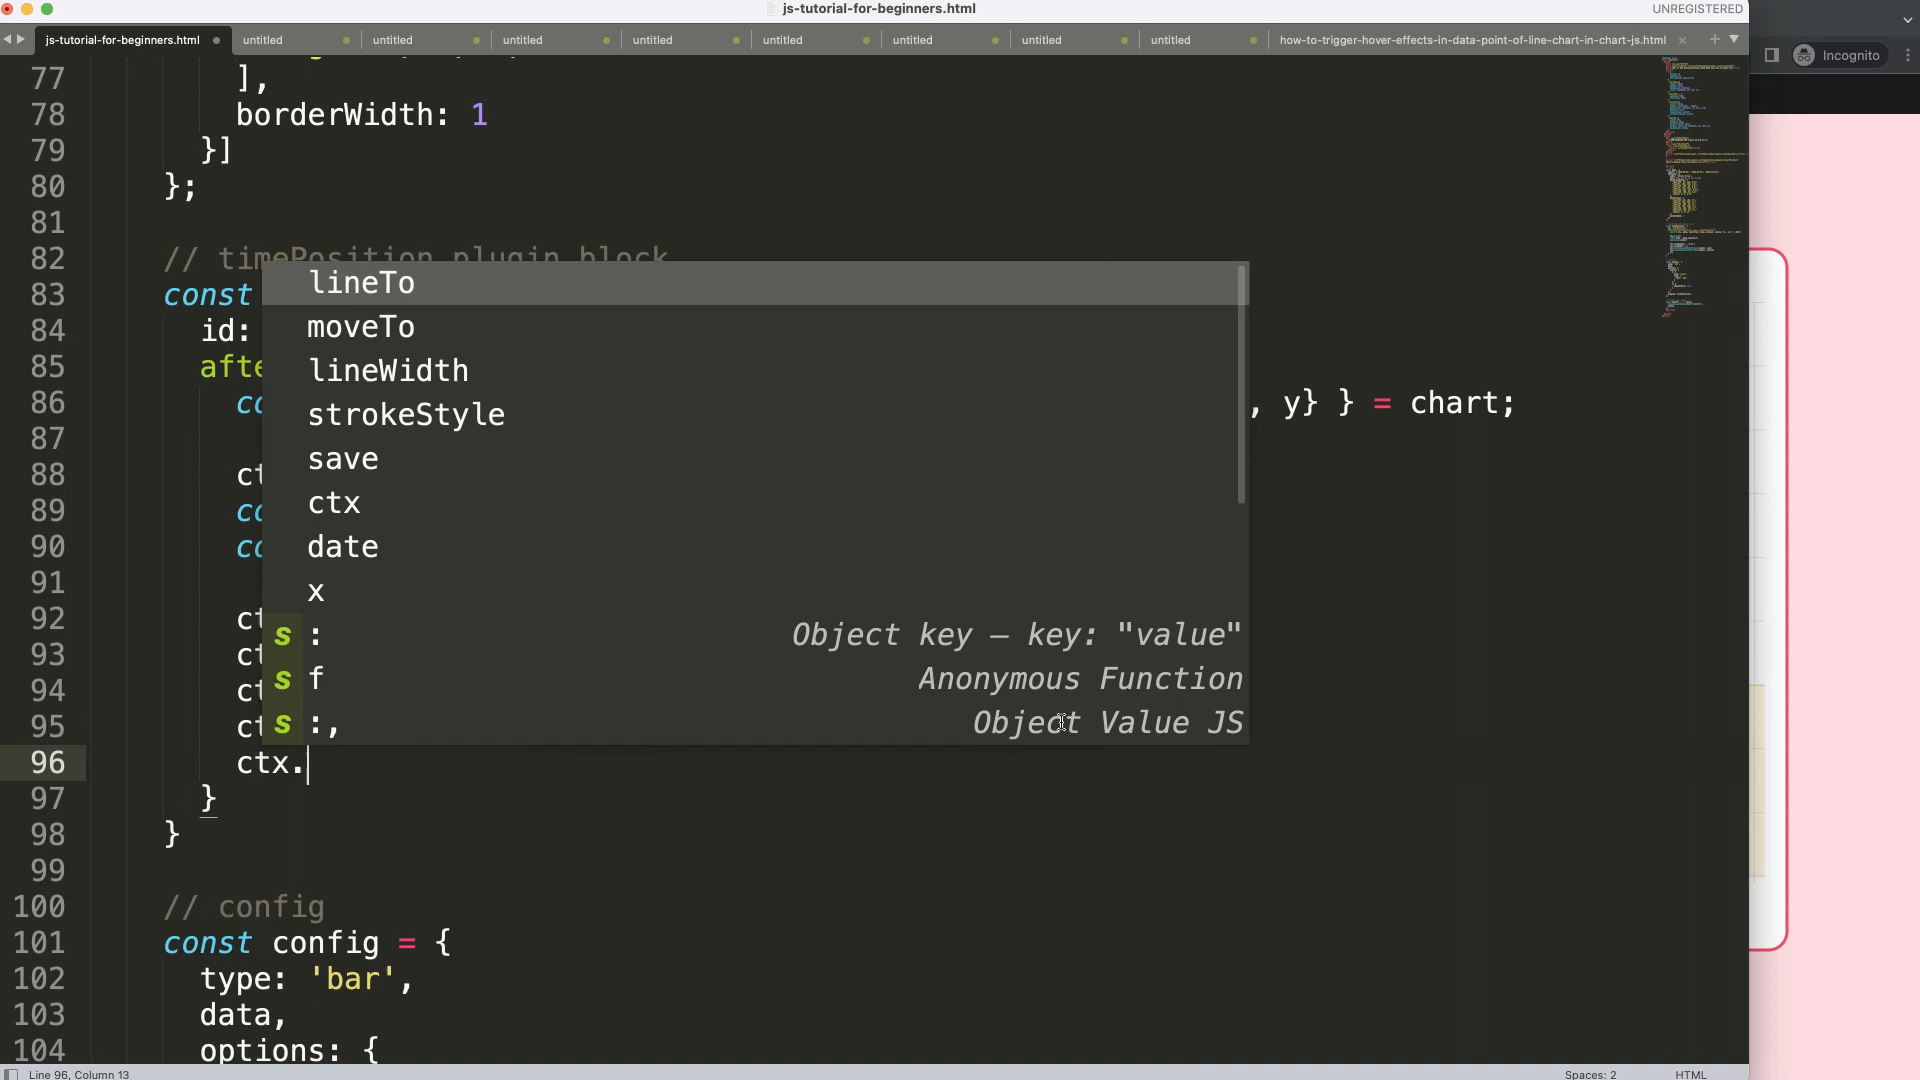 js-tutorial-for-beginners.html
UNREGISTERED
js-tutorial-for-beginners.html untitled untitled untitled untitled untitled untitled untitled untitled how-to-trigger-hover-effects-in-data-point-of-line-chart-in-chart-js.html
Incognito
77 ],
78 borderWidth: 1
79 }]
80 };
81
82 // timePosition plugin block
83 const
84 id:
85 afte
86 co , y} } = chart;
87
88 ct
89 co
90 co
91
92 ct
93 ct
94 ct
95 ct
lineTo
moveTo
lineWidth
strokeStyle
save
ctx
date
x
s : Object key – key: "value"
s f Anonymous Function
s :, Object Value JS
96 ctx.
97 }
98 }
99
100 // config
101 const config = {
102 type: 'bar',
103 data,
104 options: {
Line 96, Column 13
Spaces: 2
HTML